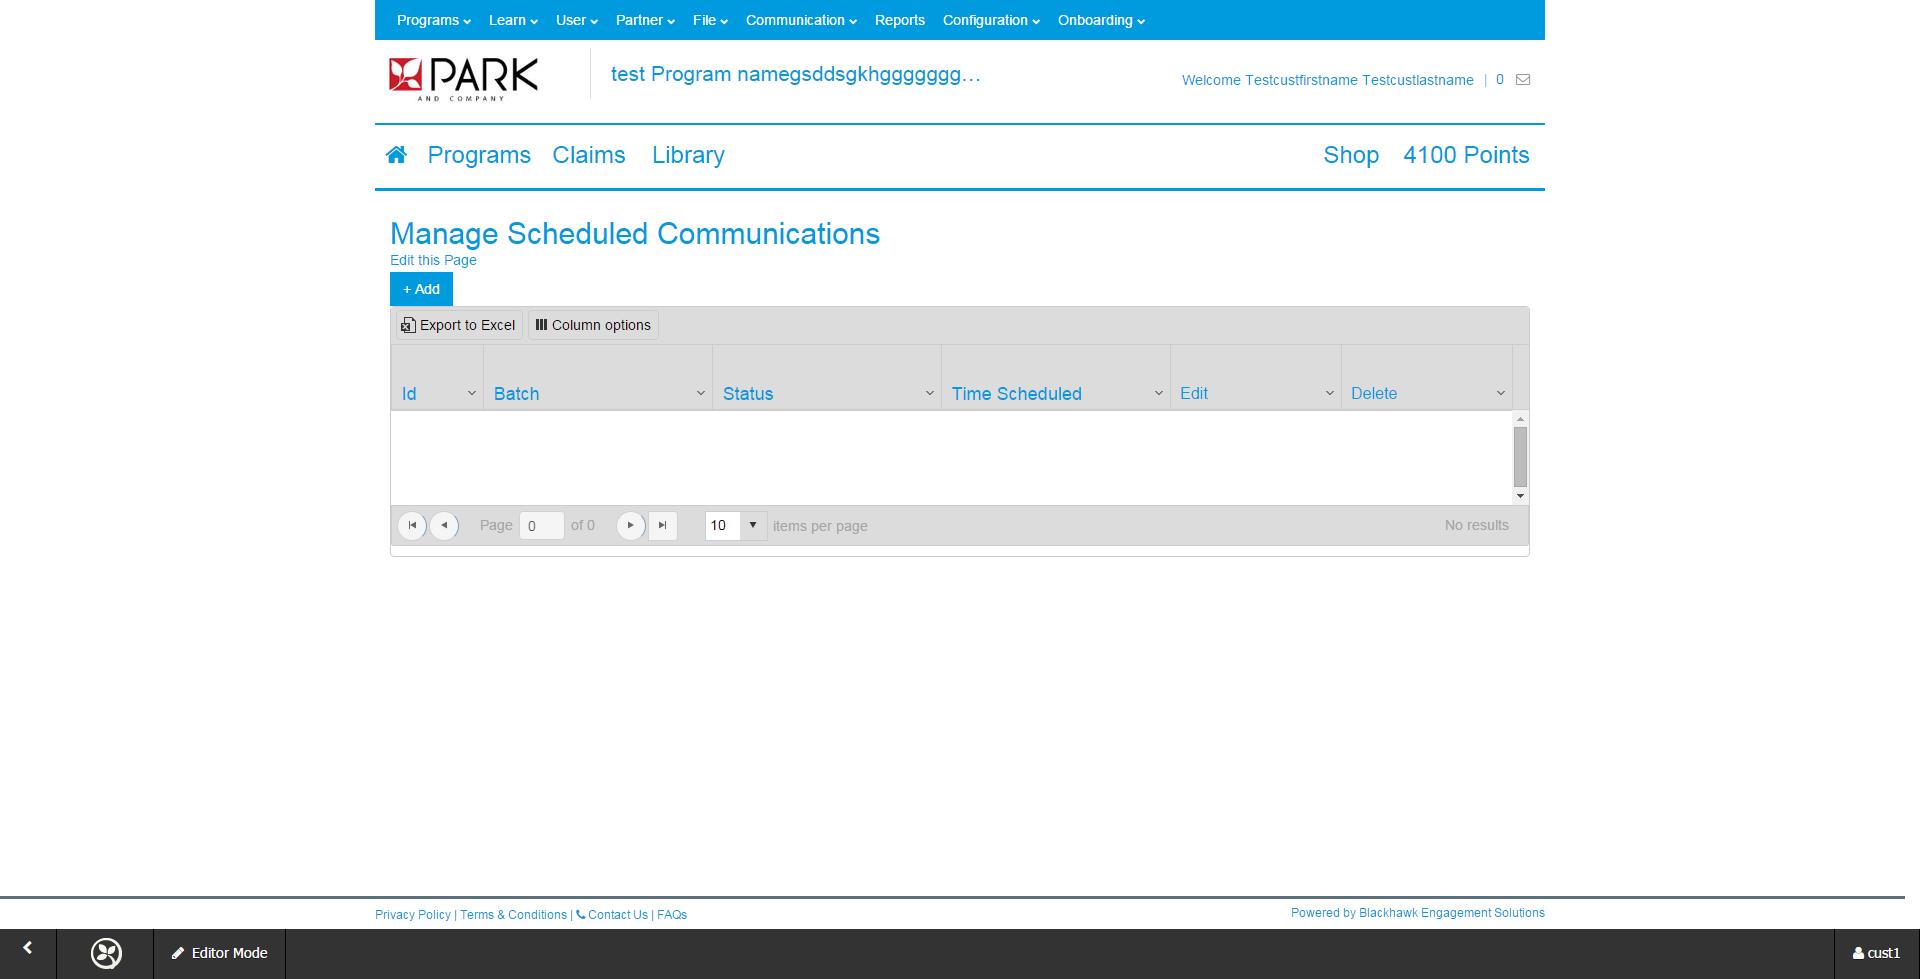 Programs Learn User Partner File Communication Reports Configuration Onboarding
PARK
AND COMPANY
test Program namegsddsgkhggggggg...
Welcome Testcustfirstname Testcustlastname | 0
Programs Claims Library Shop 4100 Points
Manage Scheduled Communications
Edit this Page
+ Add
Export to Excel Column options
Id Batch Status Time Scheduled Edit Delete
Page 0 of 0 10 items per page No results
Privacy Policy | Terms & Conditions | Contact Us | FAQs Powered by Blackhawk Engagement Solutions
Editor Mode cust1